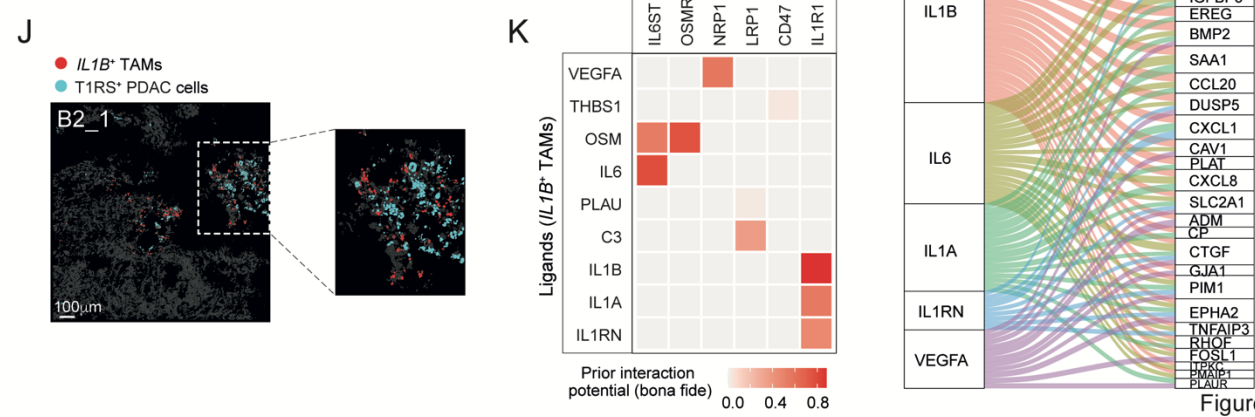 J
IL1B⁺ TAMs
T1RS⁺ PDAC cells
B2_1
100μm
K
IL6ST
OSMR
NRP1
LRP1
CD47
IL1R1
Ligands (IL1B⁺ TAMs)
VEGFA
THBS1
OSM
IL6
PLAU
C3
IL1B
IL1A
IL1RN
Prior interaction
potential (bona fide)
0.0 0.4 0.8
IL1B
IL6
IL1A
IL1RN
VEGFA
EREG
BMP2
SAA1
CCL20
DUSP5
CXCL1
CAV1
PLAT
CXCL8
SLC2A1
ADM
CP
CTGF
GJA1
PIM1
EPHA2
TNFAIP3
RHOF
FOSL1
ITPKC
PMAIP1
PLAUR